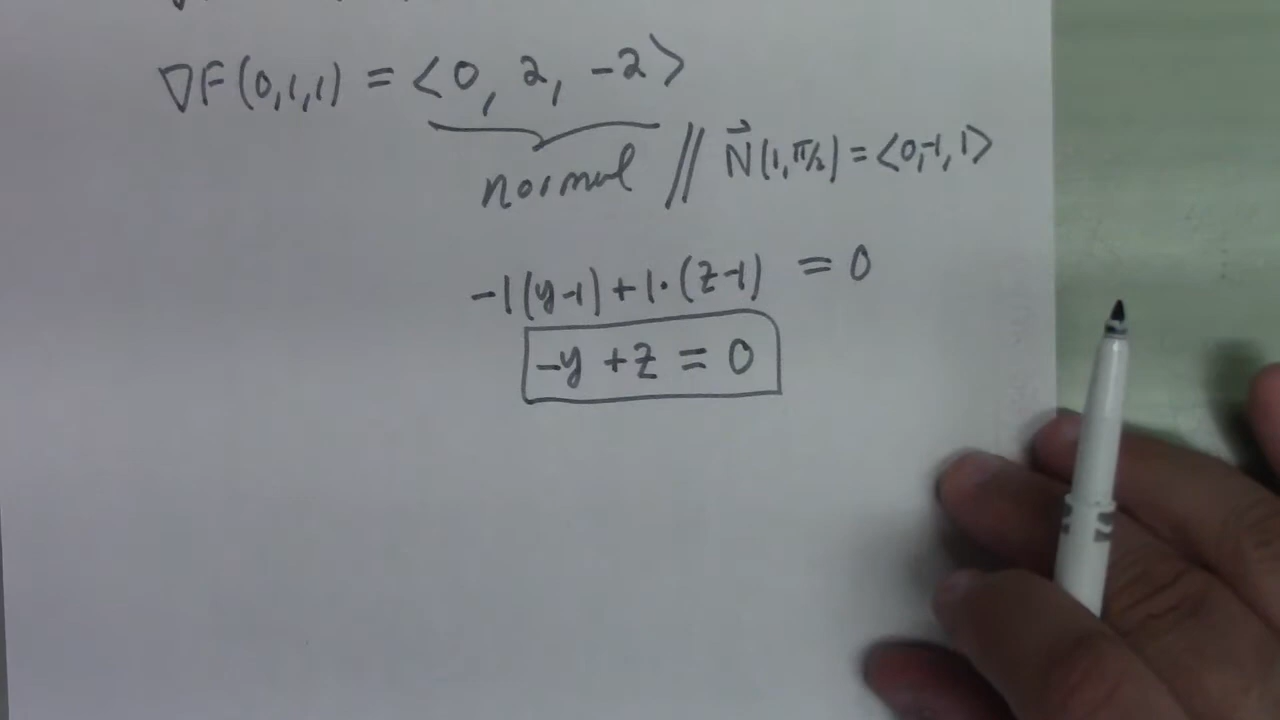 ∇F(0,1,1) = <0, 2, -2>
normal // N⃗(1, π/2) = <0,-1, 1>
-1(y-1) + 1·(z-1) = 0
-y + z = 0